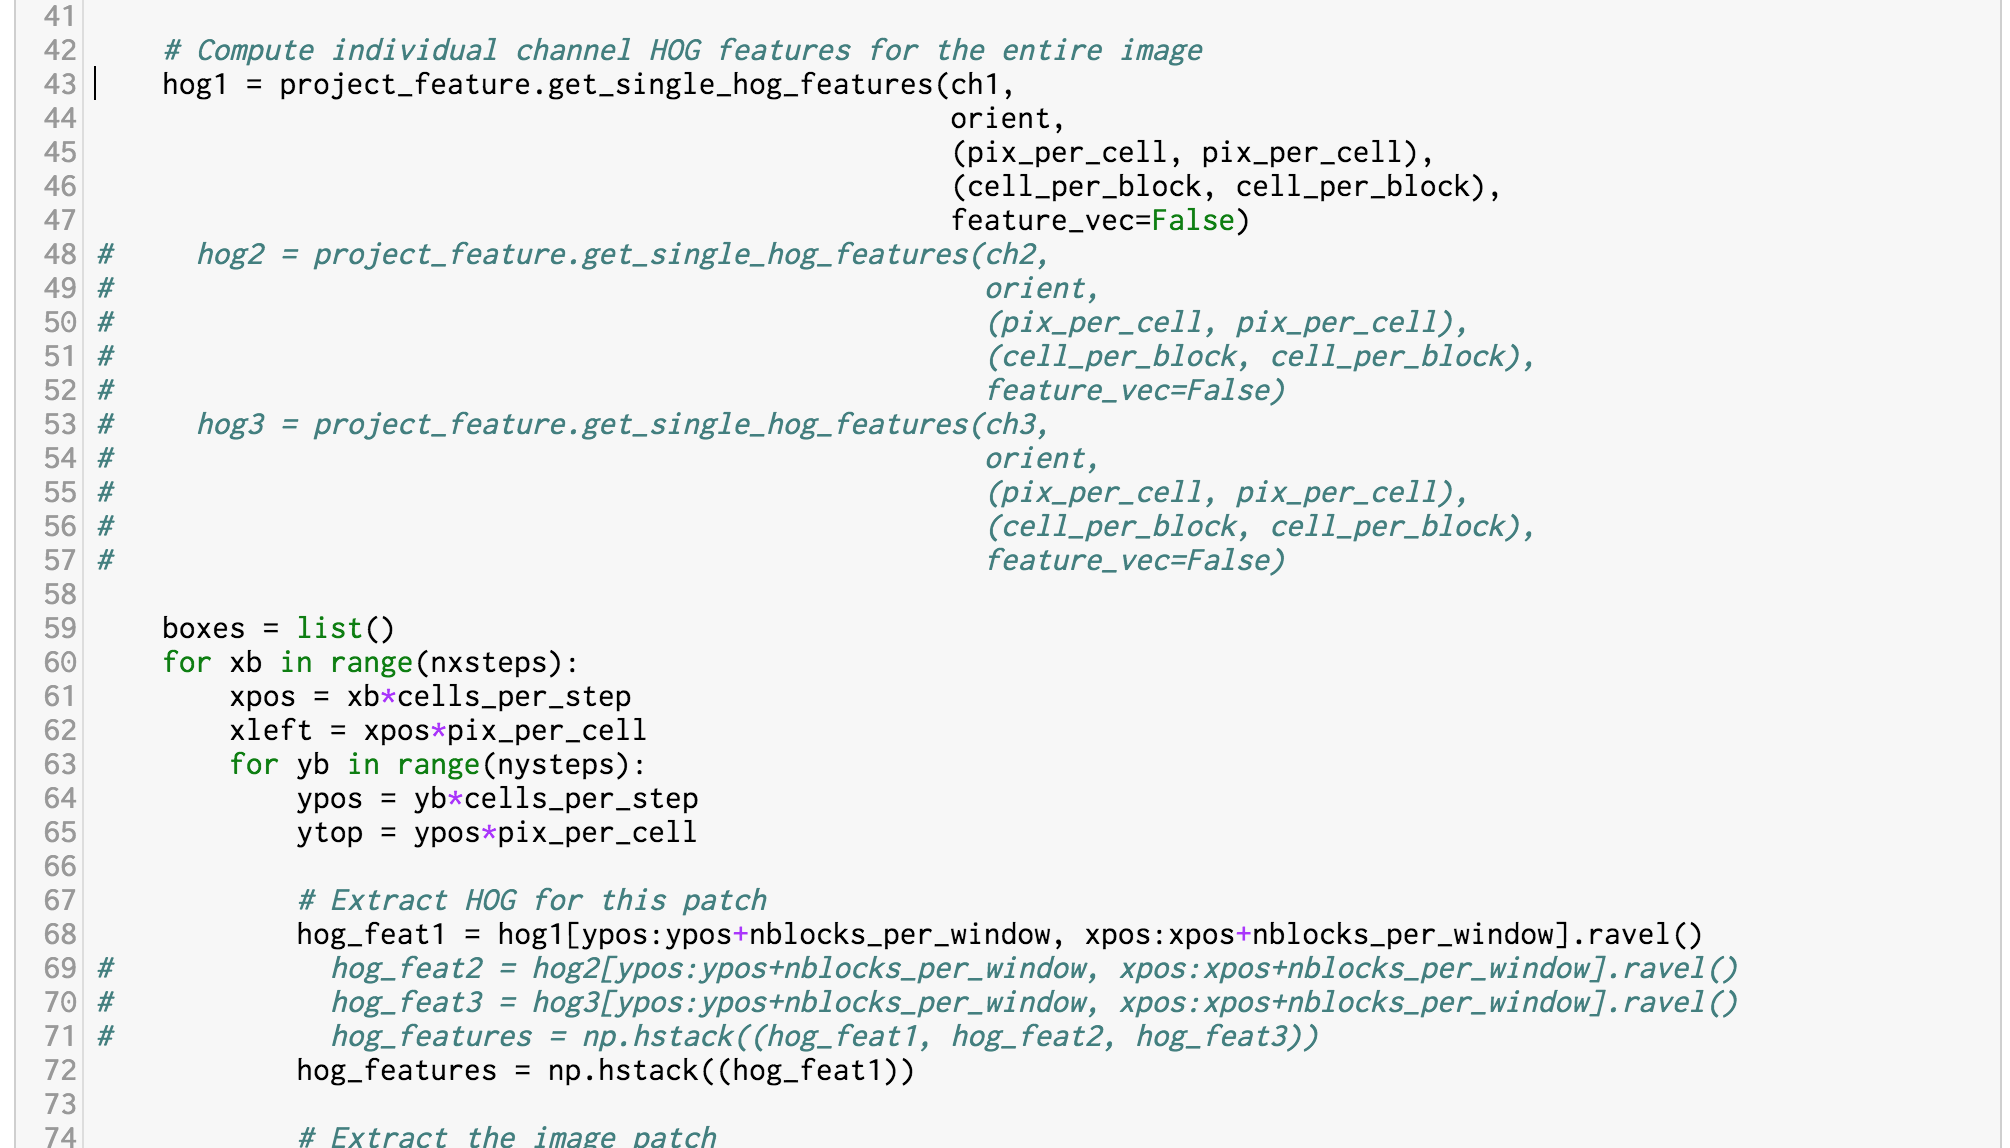 41
42     # Compute individual channel HOG features for the entire image
43     hog1 = project_feature.get_single_hog_features(ch1,
44                                                    orient,
45                                                    (pix_per_cell, pix_per_cell),
46                                                    (cell_per_block, cell_per_block),
47                                                    feature_vec=False)
48 #     hog2 = project_feature.get_single_hog_features(ch2,
49 #                                                    orient,
50 #                                                    (pix_per_cell, pix_per_cell),
51 #                                                    (cell_per_block, cell_per_block),
52 #                                                    feature_vec=False)
53 #     hog3 = project_feature.get_single_hog_features(ch3,
54 #                                                    orient,
55 #                                                    (pix_per_cell, pix_per_cell),
56 #                                                    (cell_per_block, cell_per_block),
57 #                                                    feature_vec=False)
58
59     boxes = list()
60     for xb in range(nxsteps):
61         xpos = xb*cells_per_step
62         xleft = xpos*pix_per_cell
63         for yb in range(nysteps):
64             ypos = yb*cells_per_step
65             ytop = ypos*pix_per_cell
66
67             # Extract HOG for this patch
68             hog_feat1 = hog1[ypos:ypos+nblocks_per_window, xpos:xpos+nblocks_per_window].ravel()
69 #             hog_feat2 = hog2[ypos:ypos+nblocks_per_window, xpos:xpos+nblocks_per_window].ravel()
70 #             hog_feat3 = hog3[ypos:ypos+nblocks_per_window, xpos:xpos+nblocks_per_window].ravel()
71 #             hog_features = np.hstack((hog_feat1, hog_feat2, hog_feat3))
72             hog_features = np.hstack((hog_feat1))
73
74             # Extract the image patch